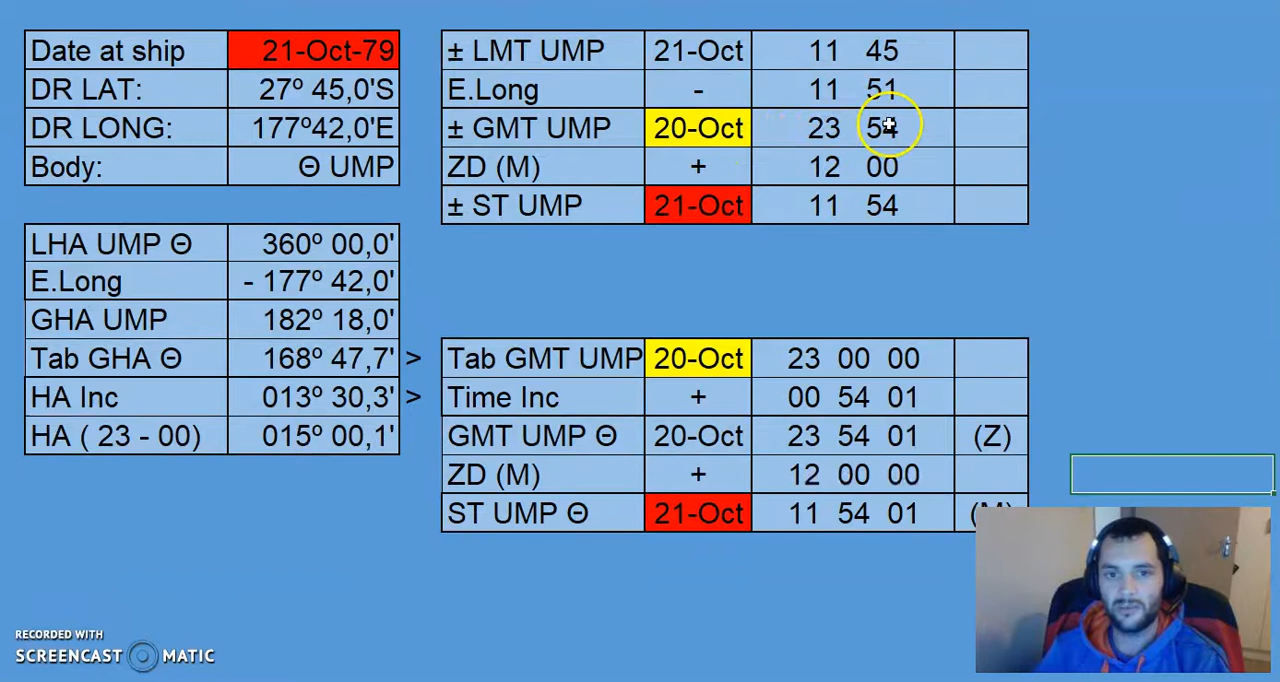 Date at ship 21-Oct-79
DR LAT: 27º 45,0'S
DR LONG: 177º42,0'E
Body: Θ UMP
± LMT UMP 21-Oct 11 45
E.Long - 11 51
± GMT UMP 20-Oct 23 54
ZD (M) + 12 00
± ST UMP 21-Oct 11 54
LHA UMP Θ 360º 00,0'
E.Long - 177º 42,0'
GHA UMP 182º 18,0'
Tab GHA Θ 168º 47,7' >
HA Inc 013º 30,3' >
HA ( 23 - 00) 015º 00,1'
Tab GMT UMP 20-Oct 23 00 00
Time Inc + 00 54 01
GMT UMP Θ 20-Oct 23 54 01 (Z)
ZD (M) + 12 00 00
ST UMP Θ 21-Oct 11 54 01 (M)
RECORDED WITH
SCREENCAST MATIC